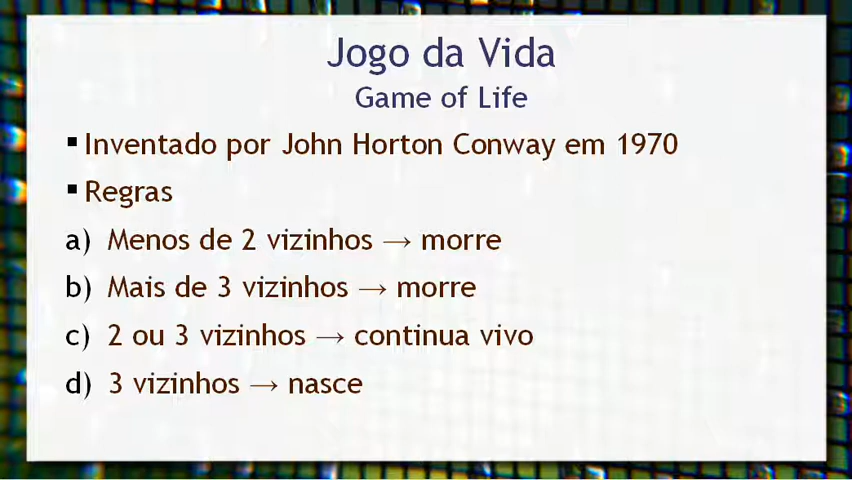 Jogo da Vida
Game of Life
▪ Inventado por John Horton Conway em 1970
▪ Regras
a) Menos de 2 vizinhos → morre
b) Mais de 3 vizinhos → morre
c) 2 ou 3 vizinhos → continua vivo
d) 3 vizinhos → nasce